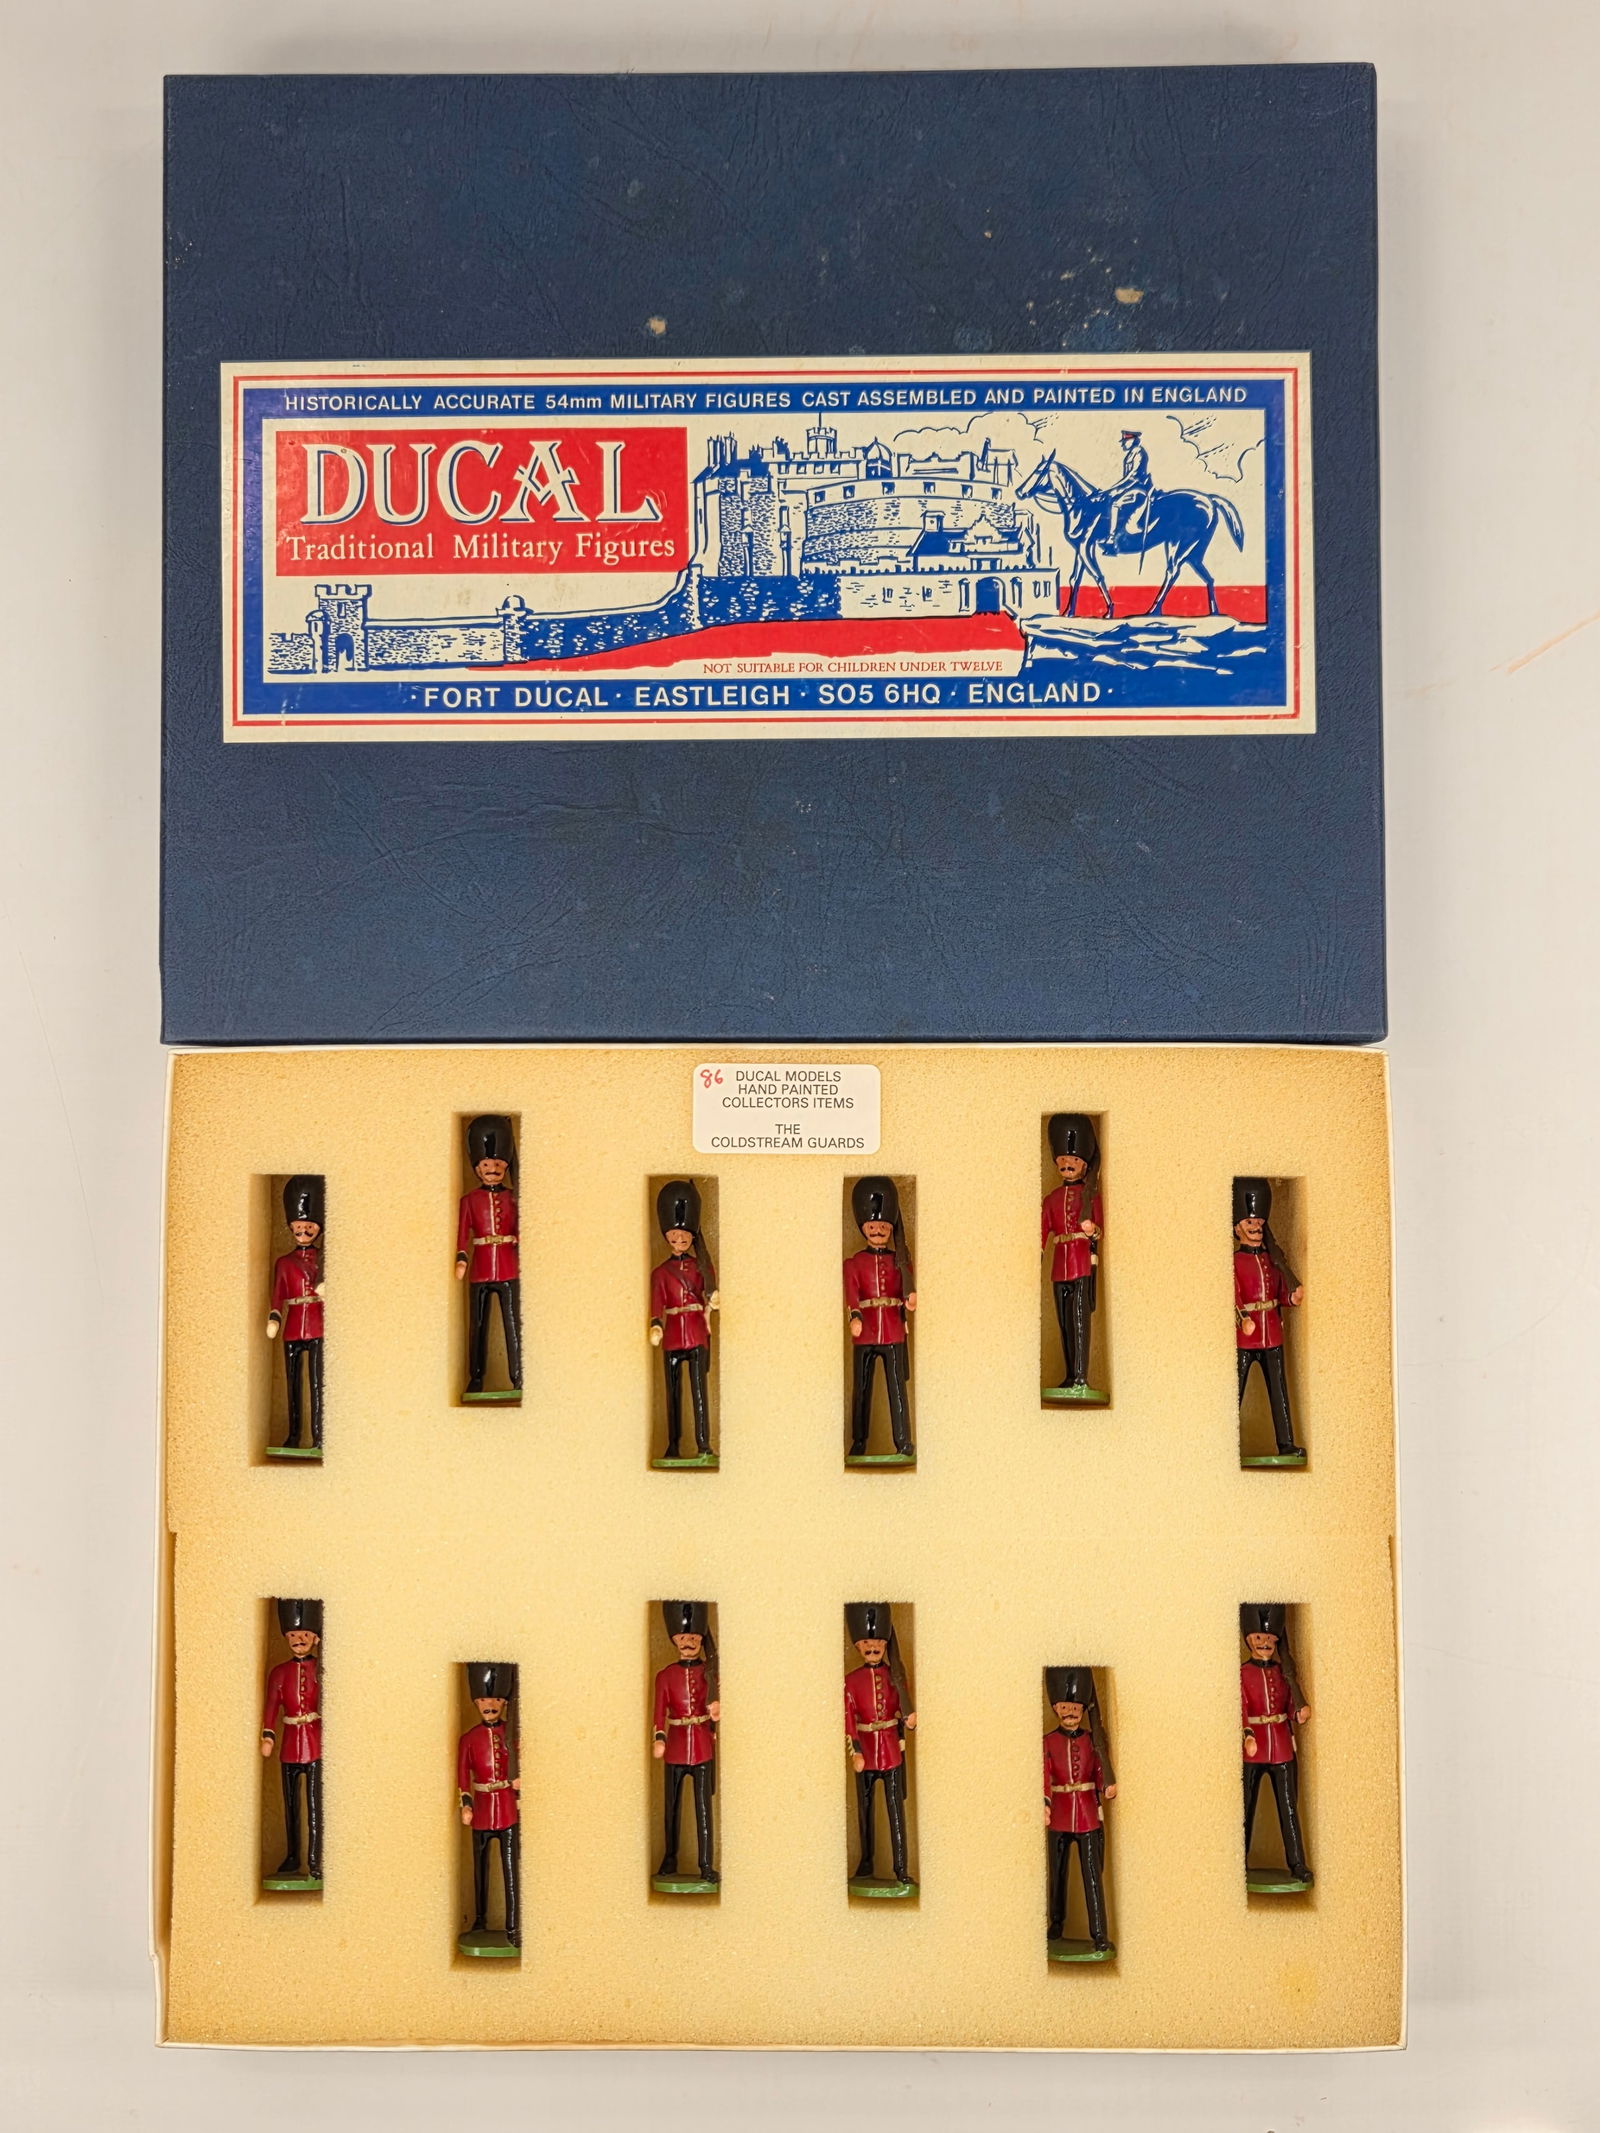 HISTORICALLY ACCURATE 54mm MILITARY FIGURES CAST ASSEMBLED AND PAINTED IN ENGLAND
DUCAL
Traditional Military Figures
NOT SUITABLE FOR CHILDREN UNDER TWELVE
· FORT DUCAL · EASTLEIGH · SO5 6HQ · ENGLAND ·
86 DUCAL MODELS
HAND PAINTED
COLLECTORS ITEMS
THE
COLDSTREAM GUARDS